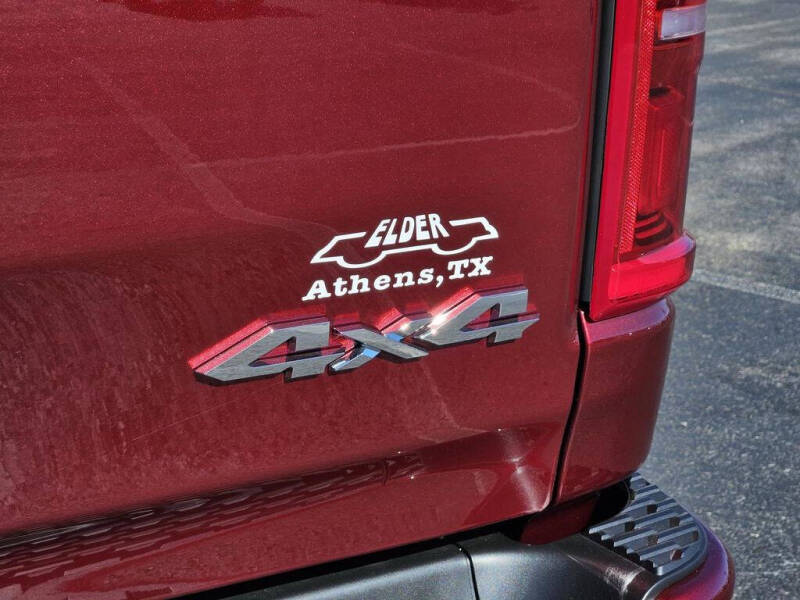 ELDER
Athens, TX
4x4